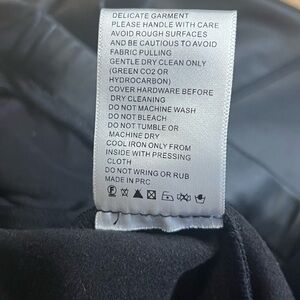 DELICATE GARMENT
PLEASE HANDLE WITH CARE
AVOID ROUGH SURFACES
AND BE CAUTIOUS TO AVOID
FABRIC PULLING
GENTLE DRY CLEAN ONLY
(GREEN CO2 OR
HYDROCARBON)
COVER HARDWARE BEFORE
DRY CLEANING
DO NOT MACHINE WASH
DO NOT BLEACH
DO NOT TUMBLE OR
MACHINE DRY
COOL IRON ONLY FROM
INSIDE WITH PRESSING
CLOTH
DO NOT WRING OR RUB
MADE IN PRC